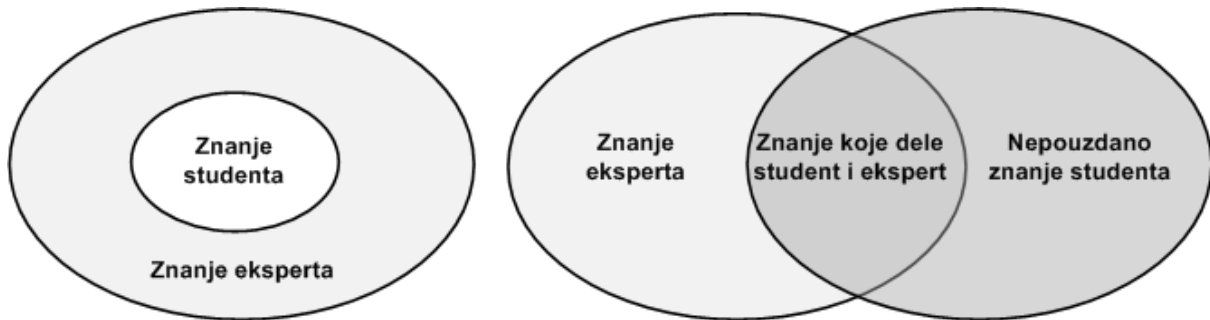 Znanje
studenta
Znanje eksperta
Znanje
eksperta
Znanje koje dele
student i ekspert
Nepouzdano
znanje studenta